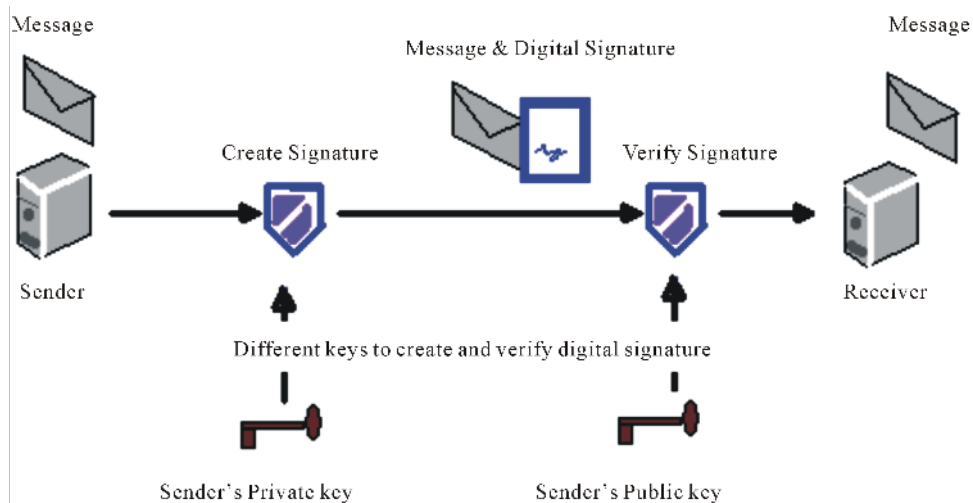 Message
Message
Message & Digital Signature
Create Signature
Verify Signature
Sender
Receiver
Different keys to create and verify digital signature
Sender's Private key
Sender's Public key